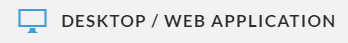 DESKTOP / WEB APPLICATION